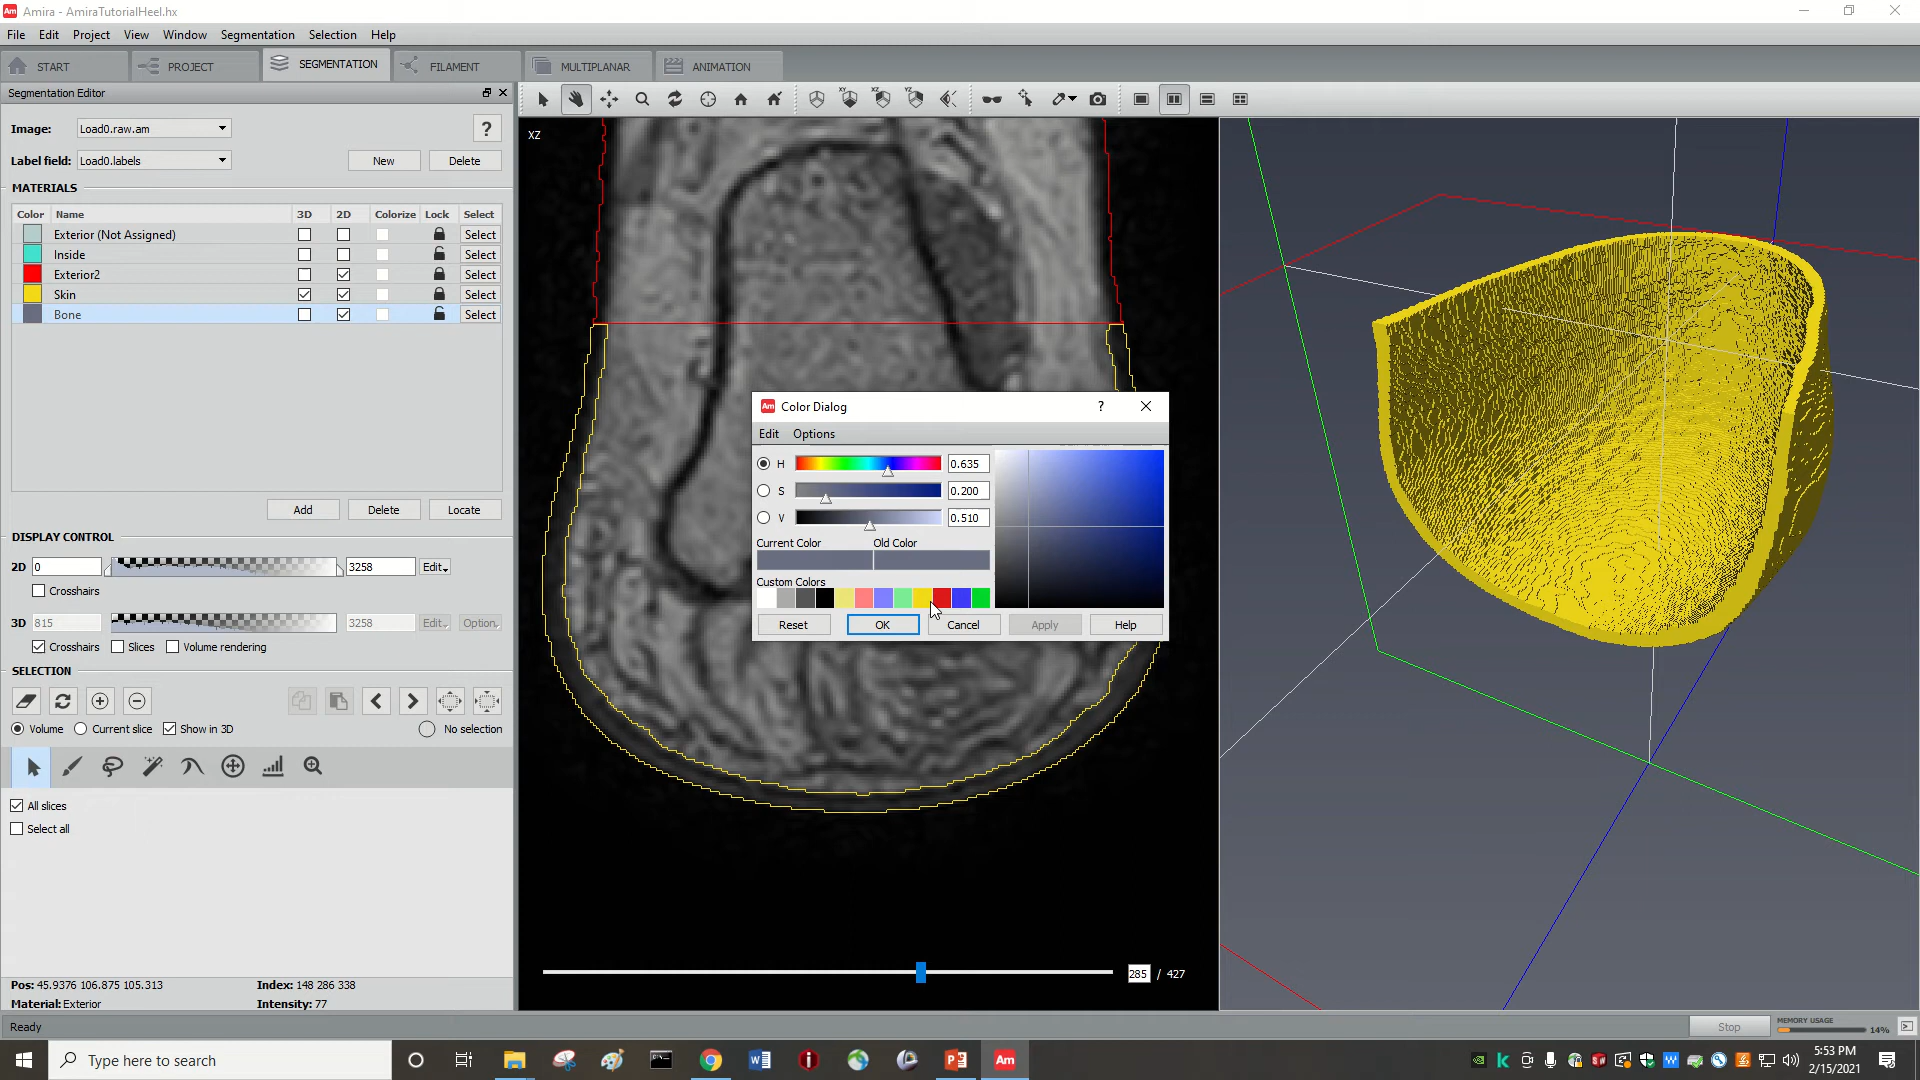 Am Amira - AmiraTutorialHeel.hx
File Edit Project View Window Segmentation Selection Help
START PROJECT SEGMENTATION FILAMENT MULTIPLANAR ANIMATION
Segmentation Editor
XY XZ YZ
Image: Load0.raw.am ?
XZ
Label field: Load0.labels New Delete
MATERIALS
Color Name 3D 2D Colorize Lock Select
Exterior (Not Assigned) Select
Inside Select
Exterior2 Select
Skin Select
Bone Select
Am Color Dialog ?
Edit Options
H 0.635
S 0.200
V 0.510
Current Color Old Color
Custom Colors
Reset OK Cancel Apply Help
Add Delete Locate
DISPLAY CONTROL
2D 0 3258 Edit
Crosshairs
3D 815 3258 Edit Option
Crosshairs Slices Volume rendering
SELECTION
Volume Current slice Show in 3D No selection
All slices
Select all
285 / 427
Pos: 45.9376 106.875 105.313 Index: 148 286 338
Material: Exterior Intensity: 77
Ready Stop MEMORY USAGE 14%
Type here to search
Am
5:53 PM
2/15/2021